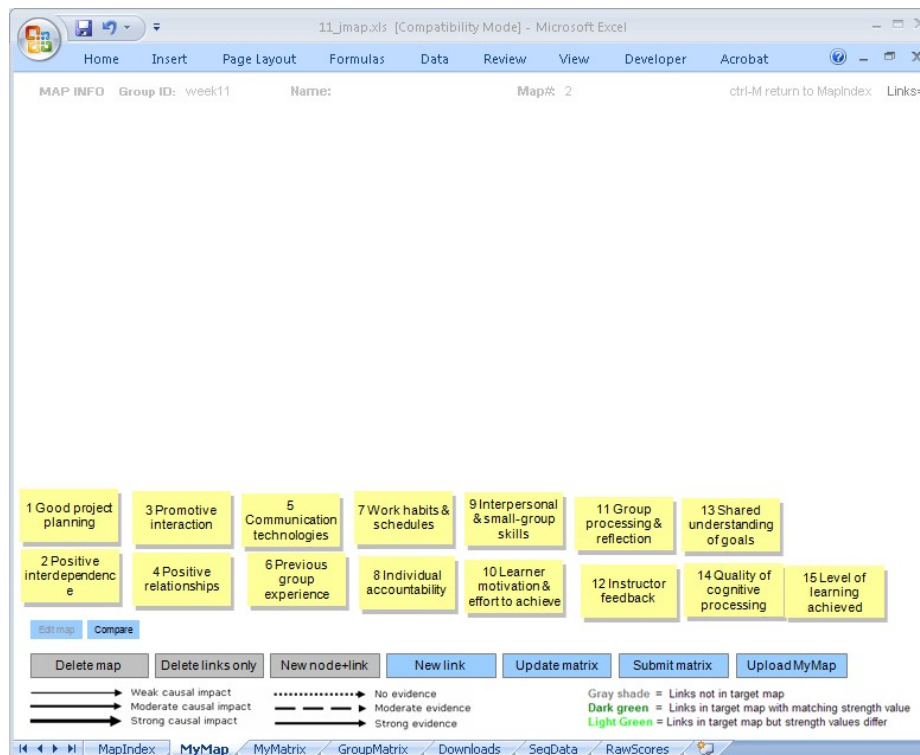 11_jmap.xls [Compatibility Mode] - Microsoft Excel
Home Insert Page Layout Formulas Data Review View Developer Acrobat
MAP INFO Group ID: week11 Name: Map#: 2 ctrl-M return to MapIndex Links=
1 Good project
planning
3 Promotive
interaction
5
Communication
technologies
7 Work habits &
schedules
9 Interpersonal
& small-group
skills
11 Group
processing &
reflection
13 Shared
understanding
of goals
2 Positive
interdependenc
e
4 Positive
relationships
6 Previous
group
experience
8 Individual
accountability
10 Learner
motivation &
effort to achieve
12 Instructor
feedback
14 Quality of
cognitive
processing
15 Level of
learning
achieved
Edit map Compare
Delete map Delete links only New node+link New link Update matrix Submit matrix Upload MyMap
Weak causal impact
Moderate causal impact
Strong causal impact
No evidence
Moderate evidence
Strong evidence
Gray shade = Links not in target map
Dark green = Links in target map with matching strength value
Light Green = Links in target map but strength values differ
MapIndex MyMap MyMatrix GroupMatrix Downloads SeqData RawScores